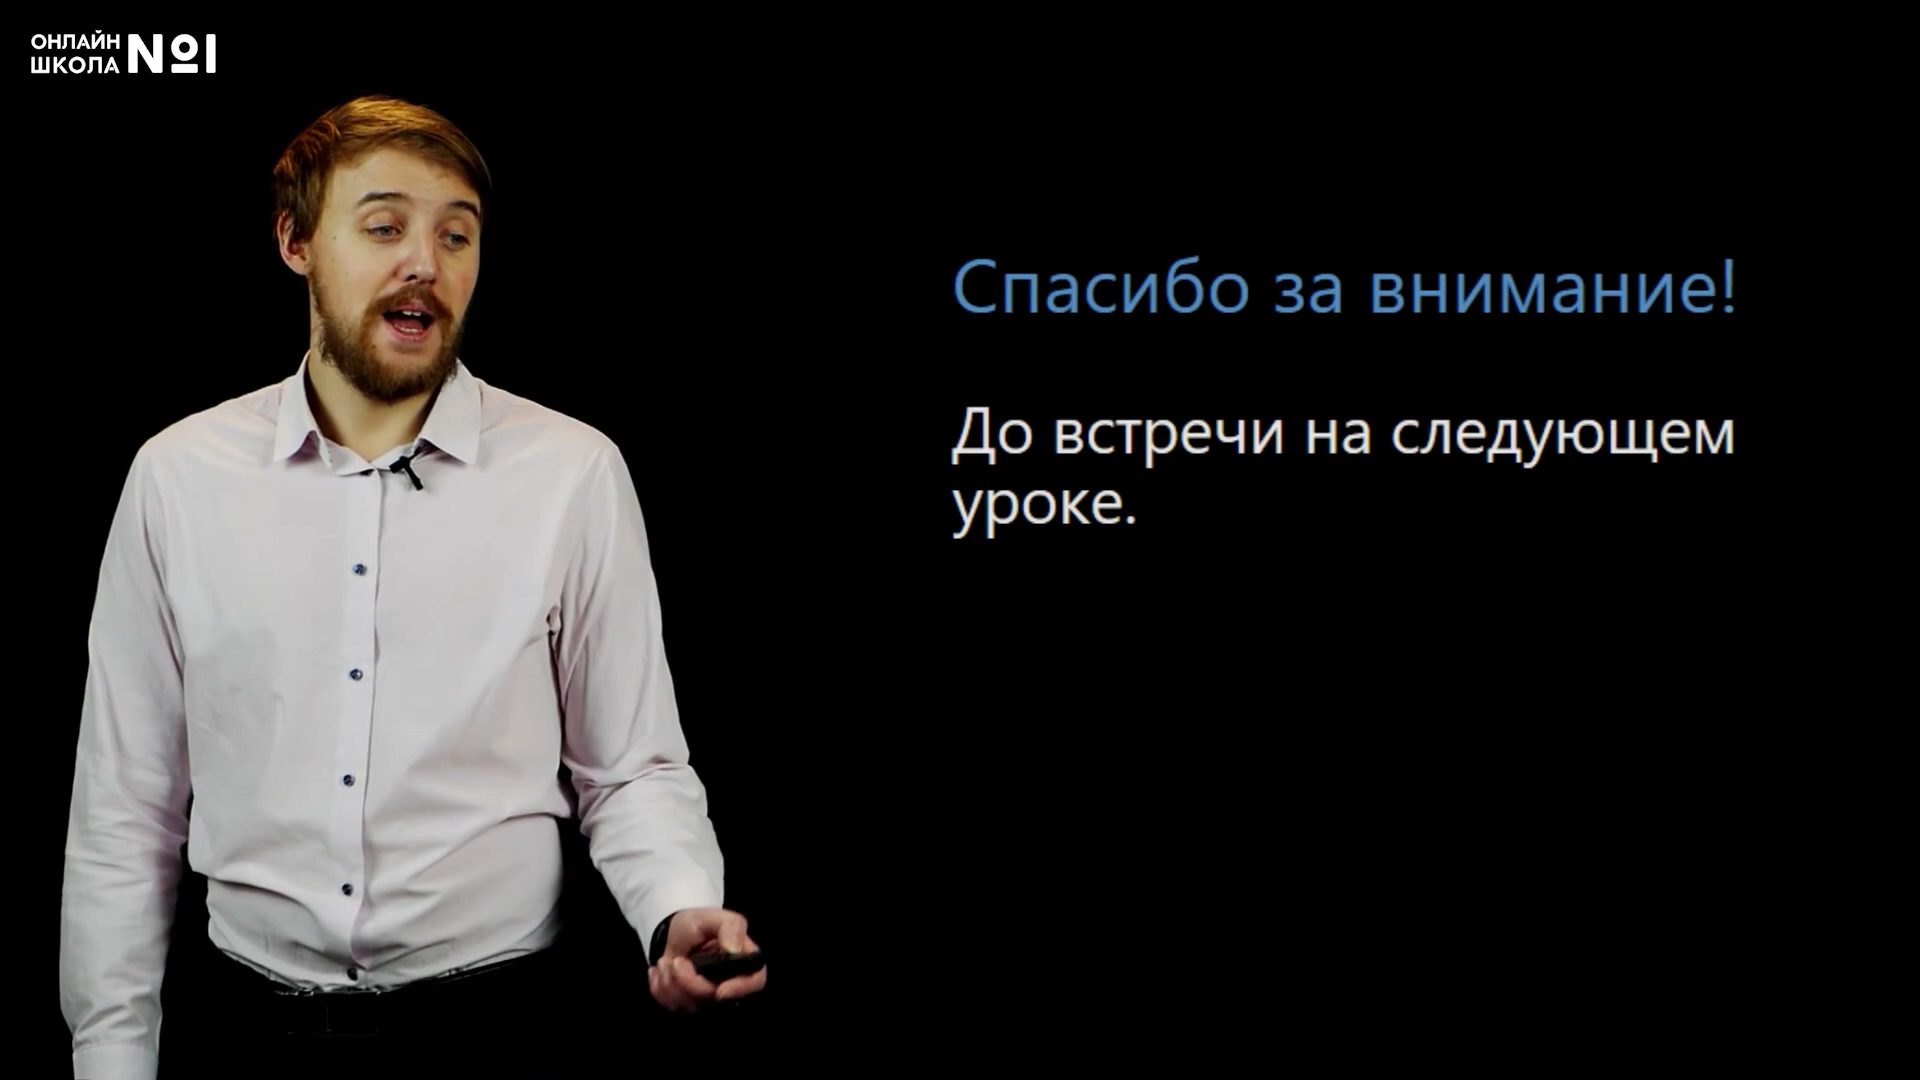 ОНЛАЙН
ШКОЛА №1
Спасибо за внимание!
До встречи на следующем
уроке.